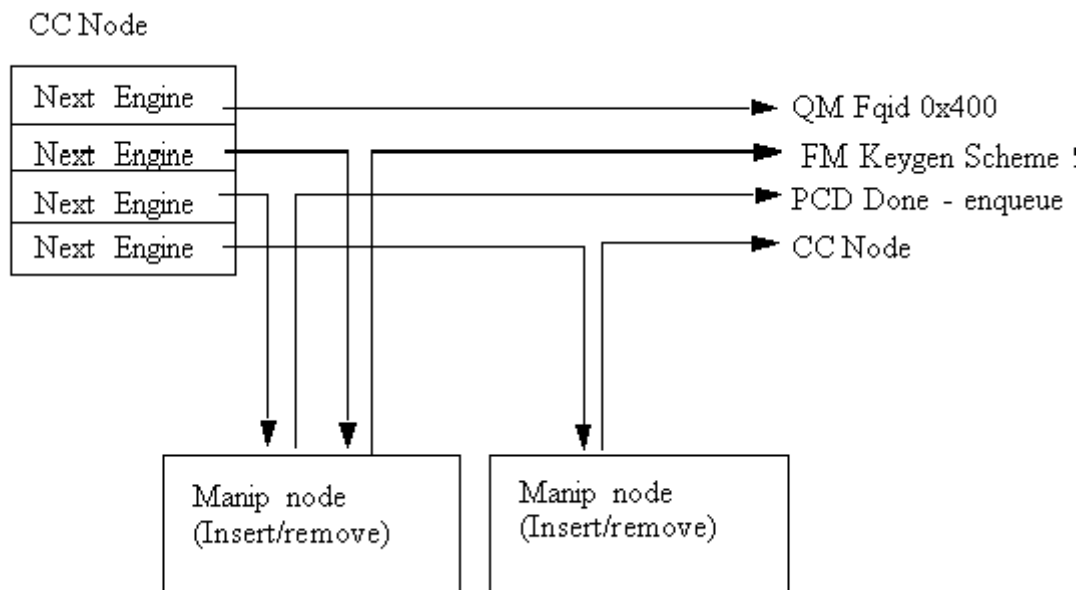 CC Node
Next Engine
Next Engine
Next Engine
Next Engine
QM Fqid 0x400
FM Keygen Scheme
PCD Done - enqueue
CC Node
Manip node
(Insert/remove)
Manip node
(Insert/remove)